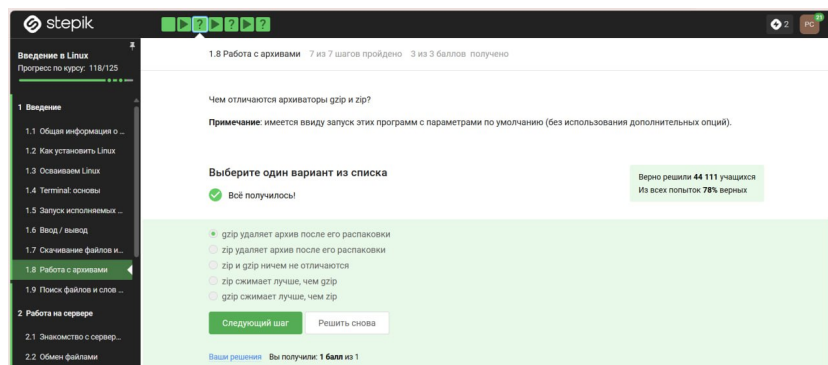 stepik
2
PC
21
Введение в Linux
Прогресс по курсу: 118/125
1 Введение
1.1 Общая информация о ...
1.2 Как установить Linux
1.3 Осваиваем Linux
1.4 Terminal: основы
1.5 Запуск исполняемых ...
1.6 Ввод / вывод
1.7 Скачивание файлов и...
1.8 Работа с архивами
1.9 Поиск файлов и слов ...
2 Работа на сервере
2.1 Знакомство с сервер...
2.2 Обмен файлами
1.8 Работа с архивами 7 из 7 шагов пройдено 3 из 3 баллов получено
Чем отличаются архиваторы gzip и zip?
Примечание: имеется ввиду запуск этих программ с параметрами по умолчанию (без использования дополнительных опций).
Выберите один вариант из списка
Всё получилось!
Верно решили 44 111 учащихся
Из всех попыток 78% верных
gzip удаляет архив после его распаковки
zip удаляет архив после его распаковки
zip и gzip ничем не отличаются
zip сжимает лучше, чем gzip
gzip сжимает лучше, чем zip
Следующий шаг Решить снова
Ваши решения Вы получили: 1 балл из 1